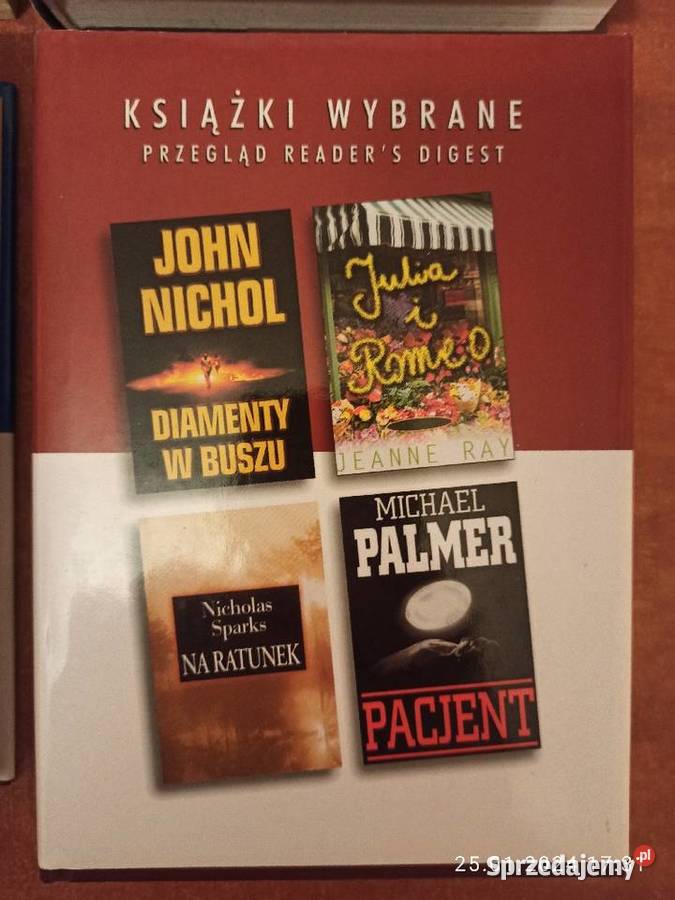 KSIĄŻKI WYBRANE
PRZEGLĄD READER'S DIGEST
JOHN
NICHOL
DIAMENTY
W BUSZU
Julia
i
Romeo
JEANNE RAY
Nicholas
Sparks
NA RATUNEK
MICHAEL
PALMER
PACJENT
Sprzedajemy.pl